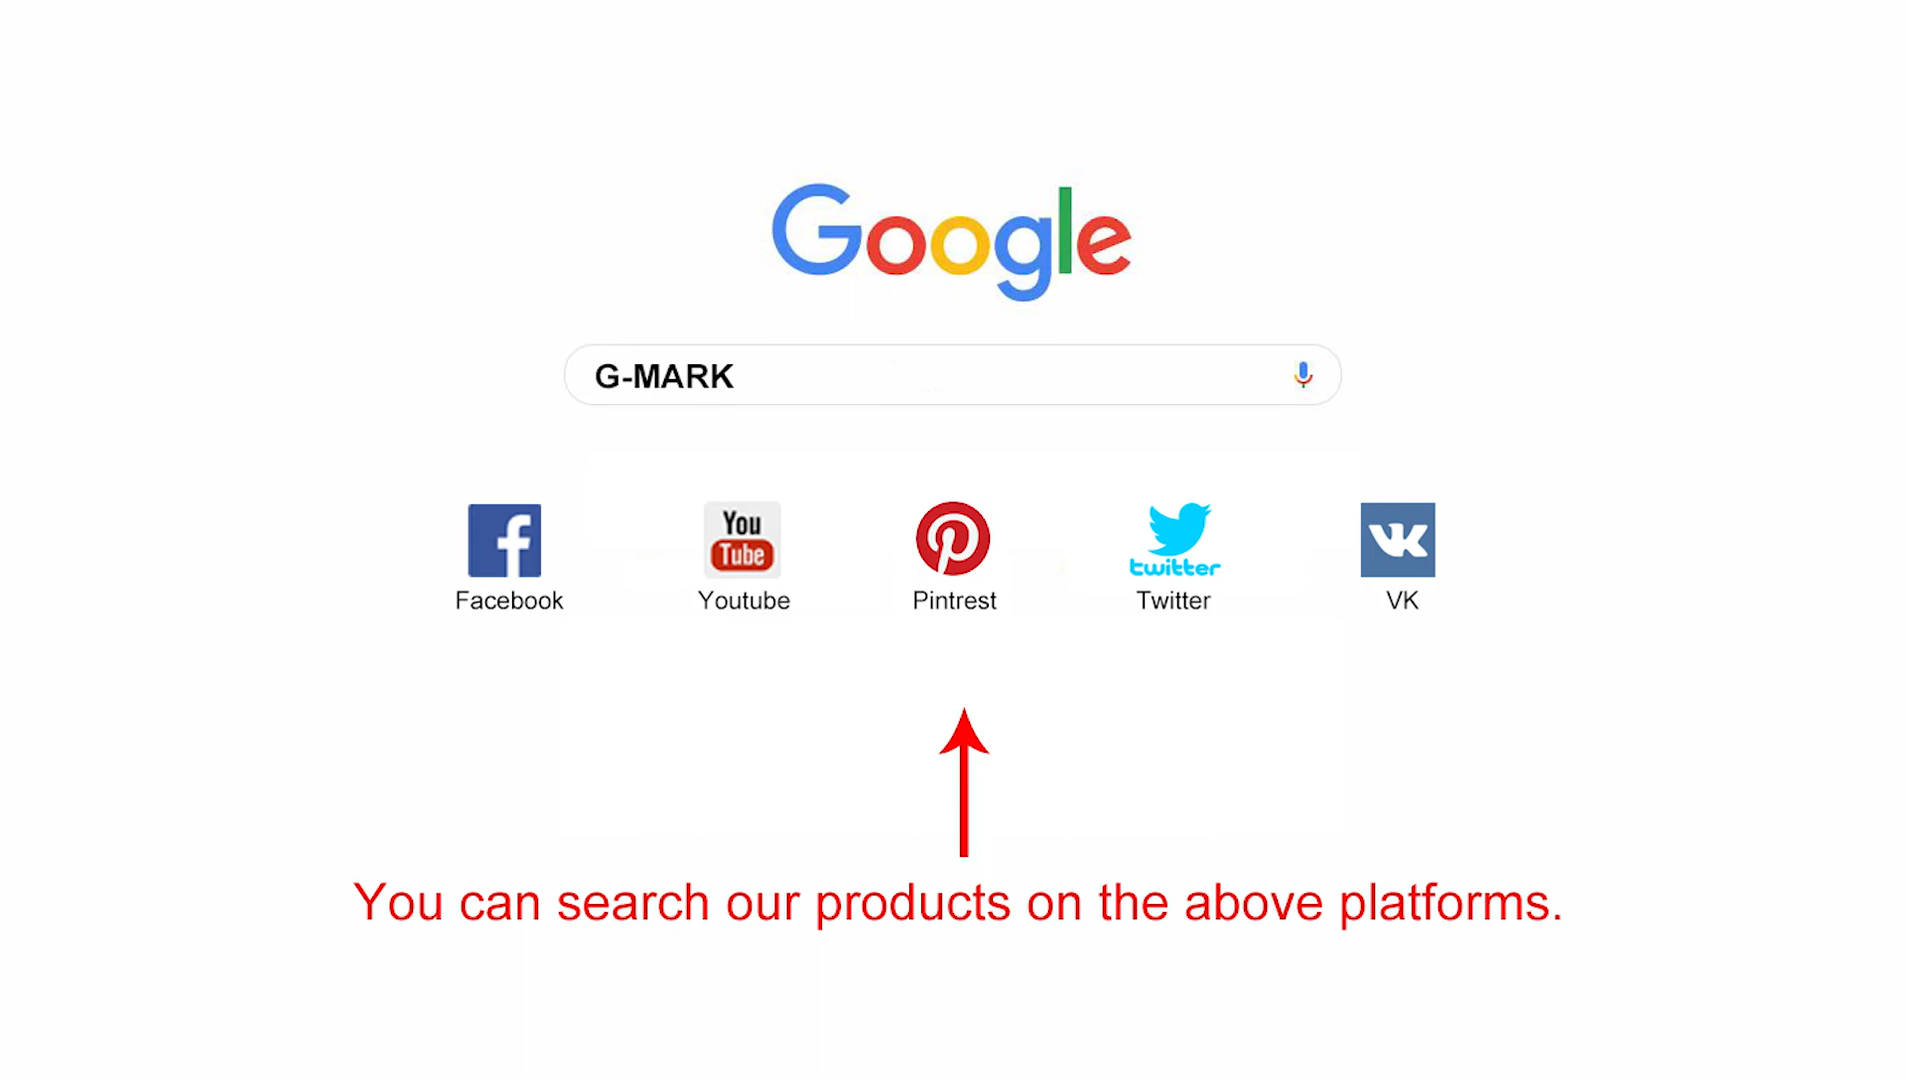 Google
G-MARK
You
Tube
twitter
Facebook Youtube Pintrest Twitter VK
You can search our products on the above platforms.